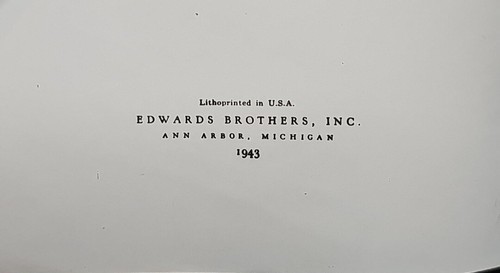 Lithoprinted in U.S.A.
EDWARDS BROTHERS, INC.
ANN ARBOR, MICHIGAN
1943